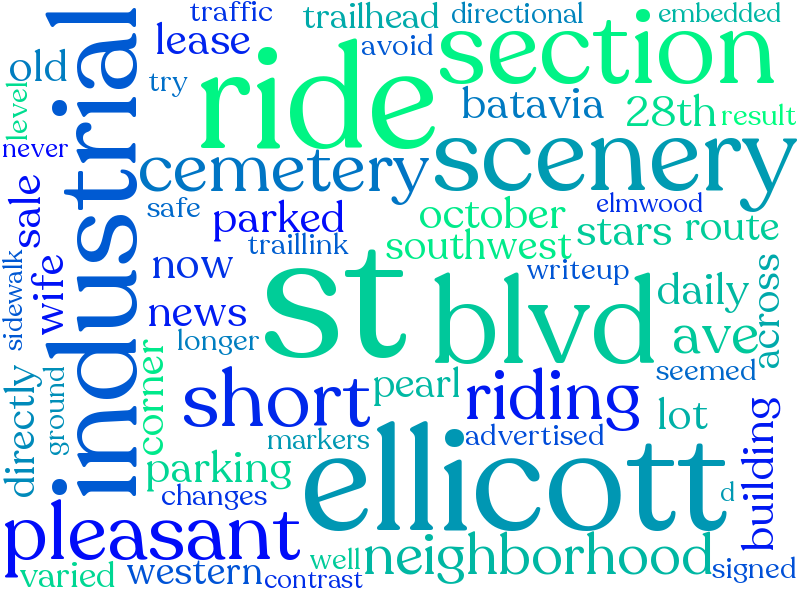 traffic
trailhead
directional
embedded
lease
avoid
old
try
level
industrial
ride
section
batavia
28th
result
never
cemetery
scenery
sale
safe
parked
october
elmwood
stars
route
traillink
southwest
sidewalk
wife
now
st
writeup
daily
across
news
blvd
ave
longer
directly
ground
corner
short
pearl
riding
seemed
lot
building
markers
advertised
parking
ellicott
changes
d
pleasant
well
neighborhood
signed
varied
western
contrast